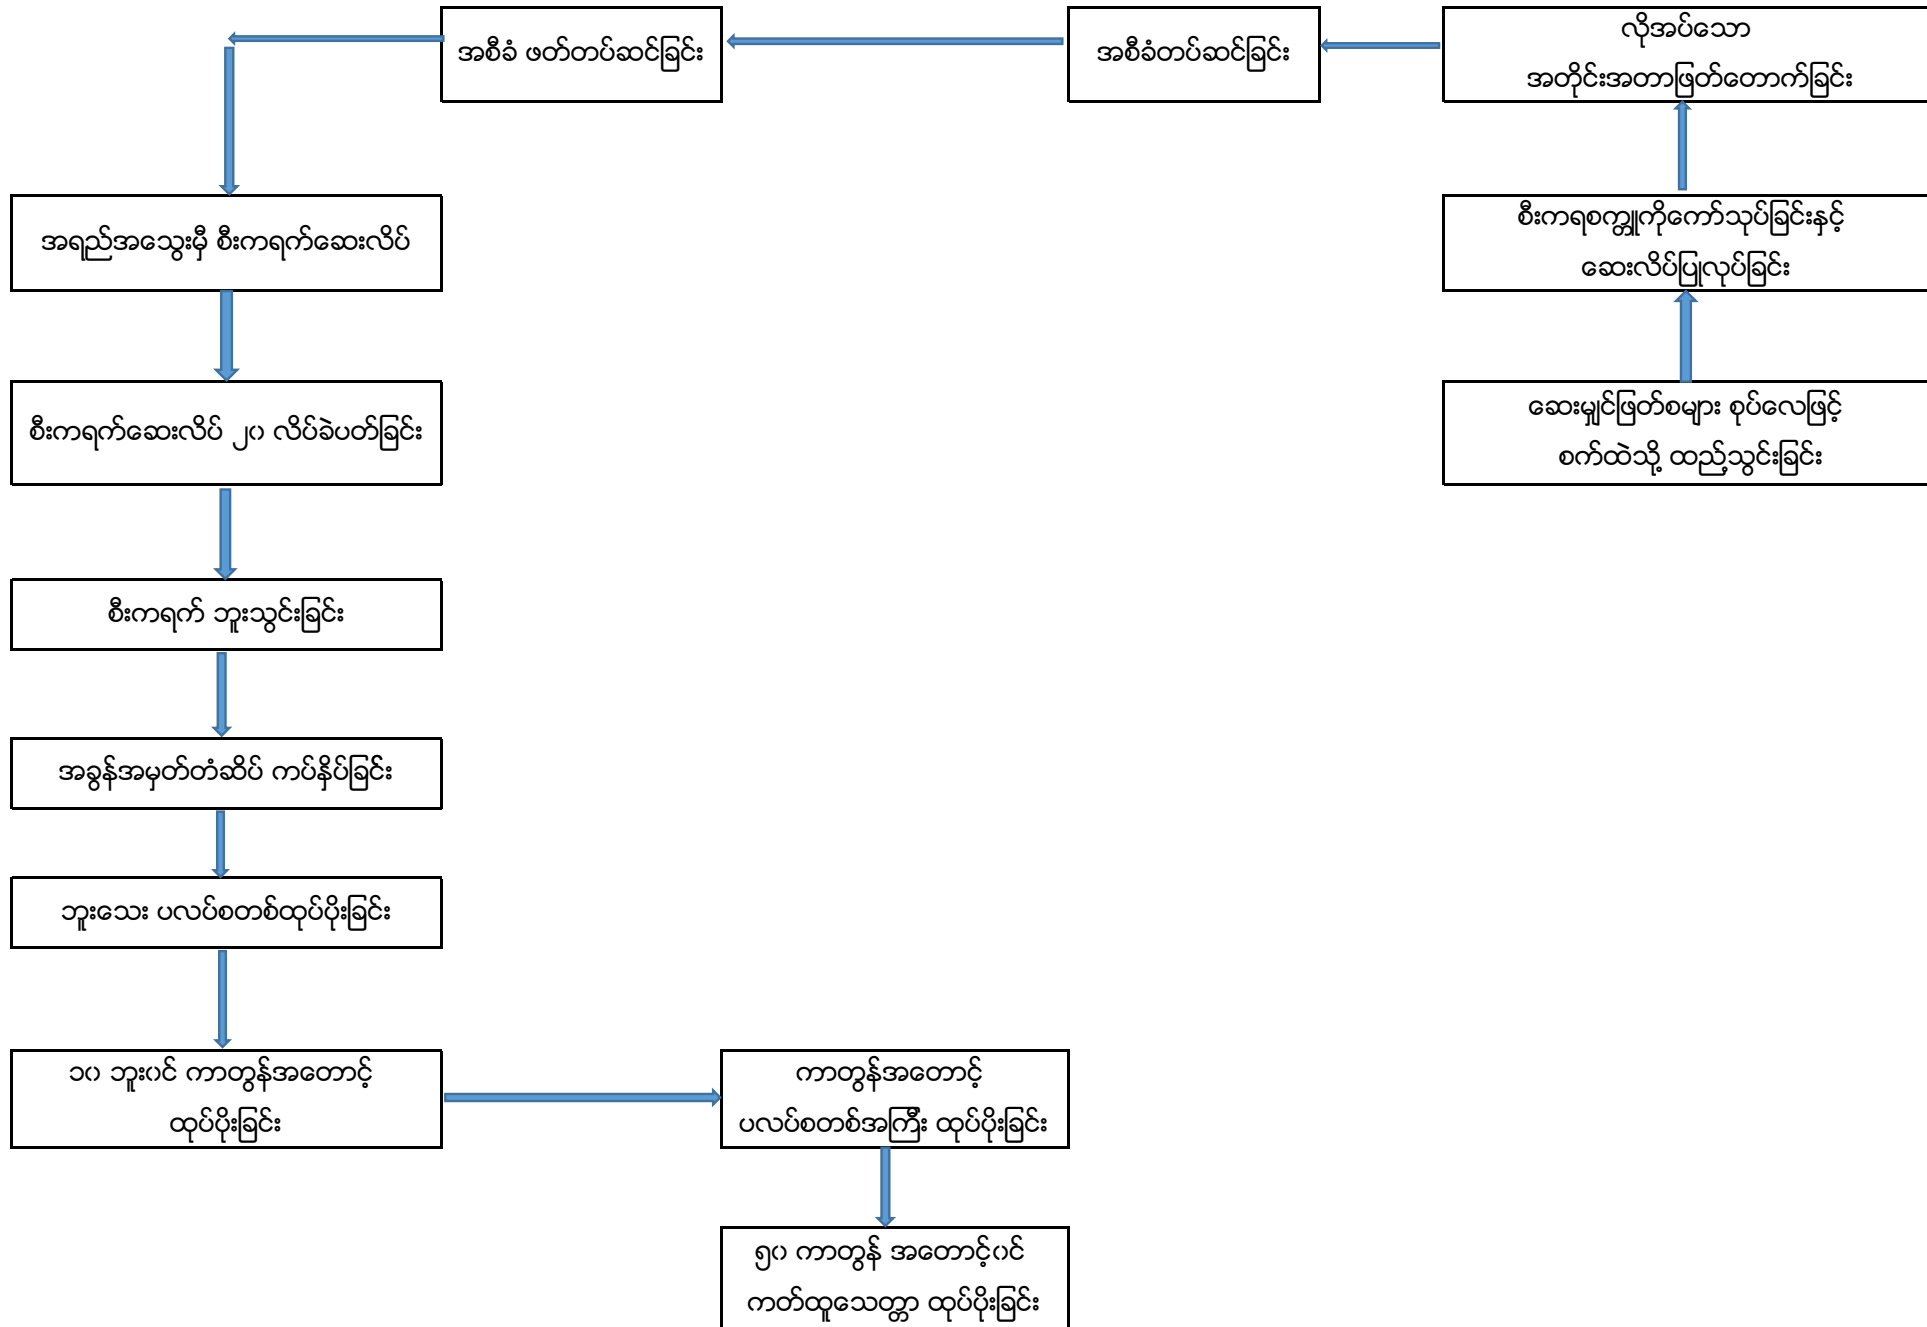 အစီခံ ဖတ်တပ်ဆင်ခြင်း
အစီခံတပ်ဆင်ခြင်း
လိုအပ်သော
အတိုင်းအတာဖြတ်တောက်ခြင်း
အရည်အသွေးမှီ စီးကရက်ဆေးလိပ်
စီးကရစက္ကူကိုကော်သုပ်ခြင်းနှင့်
ဆေးလိပ်ပြုလုပ်ခြင်း
စီးကရက်ဆေးလိပ် ၂၀ လိပ်ခဲပတ်ခြင်း
ဆေးမျှင်ဖြတ်စများ စုပ်လေဖြင့်
စက်ထဲသို့ ထည့်သွင်းခြင်း
စီးကရက် ဘူးသွင်းခြင်း
အခွန်အမှတ်တံဆိပ် ကပ်နှိပ်ခြင်း
ဘူးသေး ပလပ်စတစ်ထုပ်ပိုးခြင်း
၁၀ ဘူး၀င် ကာတွန်အတောင့်
ထုပ်ပိုးခြင်း
ကာတွန်အတောင့်
ပလပ်စတစ်အကြီး ထုပ်ပိုးခြင်း
၅၀ ကာတွန် အတောင့်၀င်
ကတ်ထူသေတ္တာ ထုပ်ပိုးခြင်း